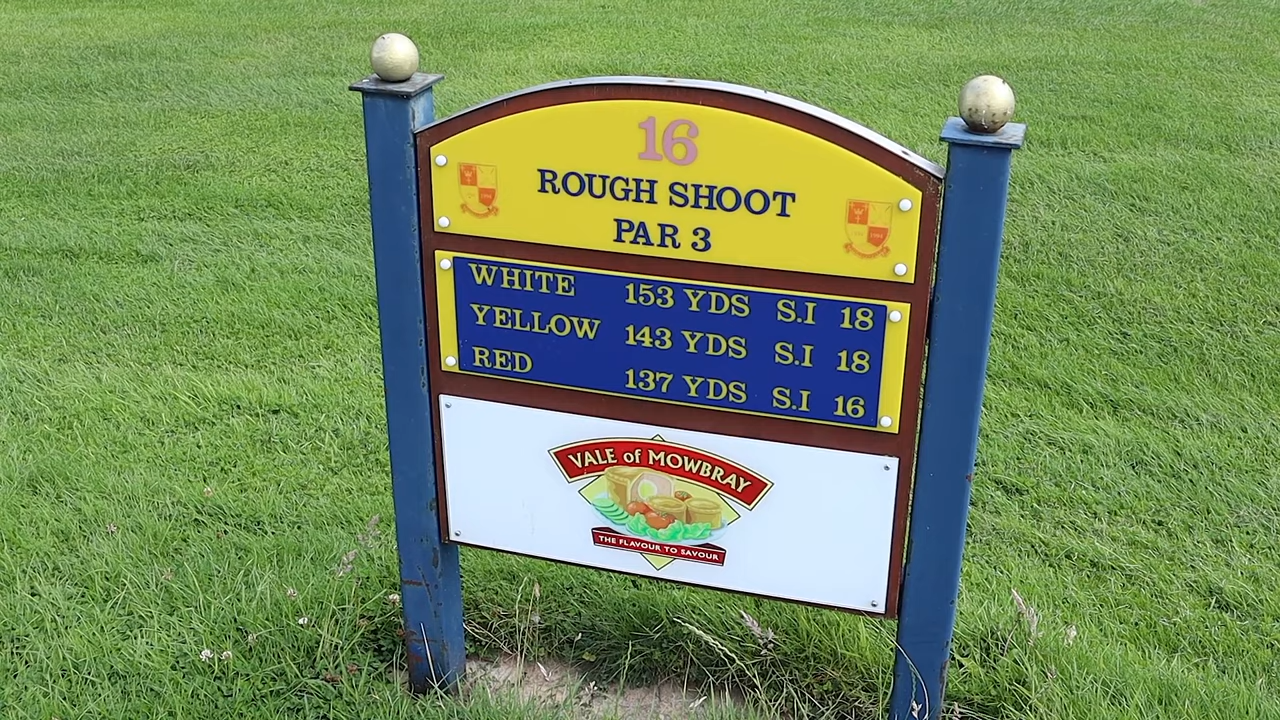 16
ROUGH SHOOT
PAR 3
WHITE 153 YDS S.I 18
YELLOW 143 YDS S.I 18
RED 137 YDS S.I 16
VALE of MOWBRAY
THE FLAVOUR TO SAVOUR